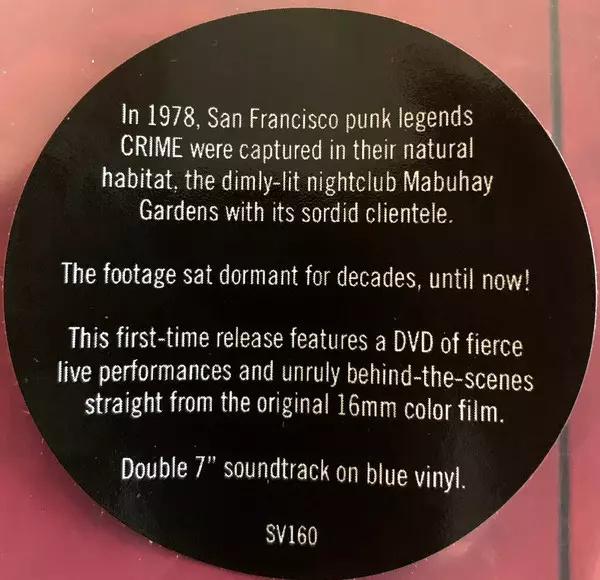 In 1978, San Francisco punk legends
CRIME were captured in their natural
habitat, the dimly-lit nightclub Mabuhay
Gardens with its sordid clientele.
The footage sat dormant for decades, until now!
This first-time release features a DVD of fierce
live performances and unruly behind-the-scenes
straight from the original 16mm color film.
Double 7” soundtrack on blue vinyl.
SV160